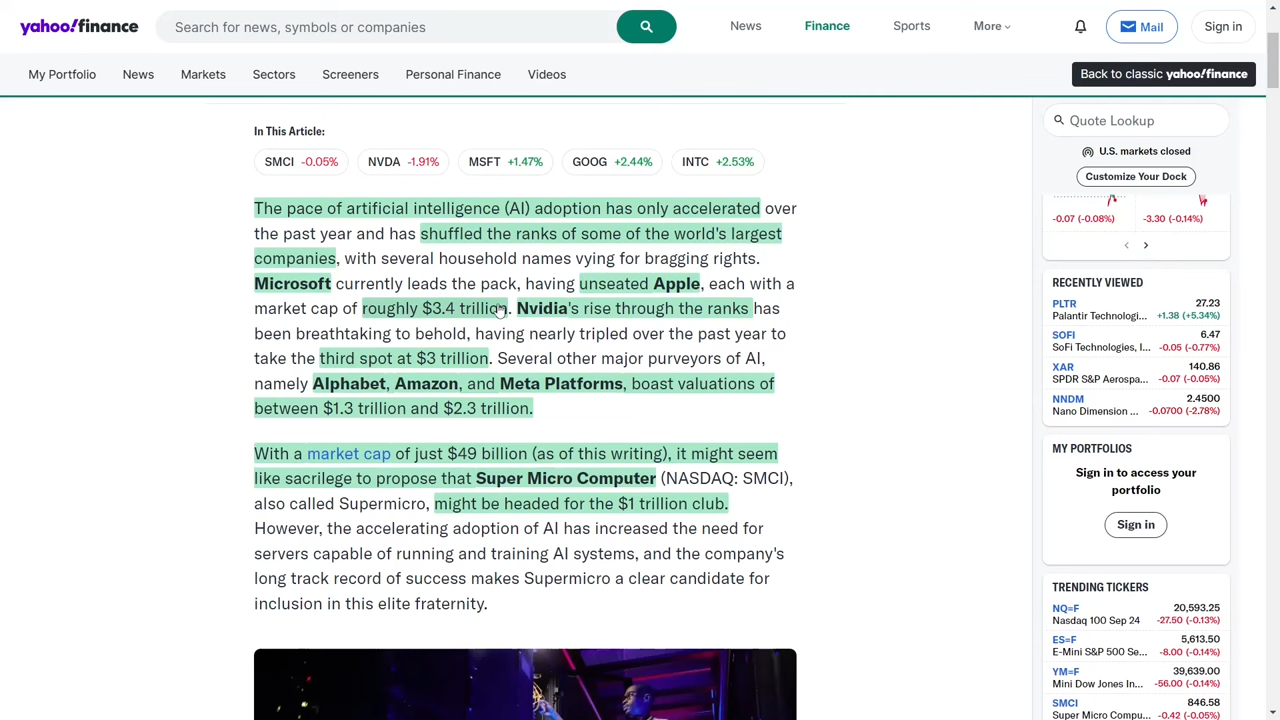 yahoo!finance
Search for news, symbols or companies
News
Finance
Sports
More
Mail
Sign in
My Portfolio
News
Markets
Sectors
Screeners
Personal Finance
Videos
Back to classic yahoo!finance
In This Article:
SMCI -0.05%
NVDA -1.91%
MSFT +1.47%
GOOG +2.44%
INTC +2.53%
The pace of artificial intelligence (AI) adoption has only accelerated over
the past year and has shuffled the ranks of some of the world's largest
companies, with several household names vying for bragging rights.
Microsoft currently leads the pack, having unseated Apple, each with a
market cap of roughly $3.4 trillion. Nvidia's rise through the ranks has
been breathtaking to behold, having nearly tripled over the past year to
take the third spot at $3 trillion. Several other major purveyors of AI,
namely Alphabet, Amazon, and Meta Platforms, boast valuations of
between $1.3 trillion and $2.3 trillion.
With a market cap of just $49 billion (as of this writing), it might seem
like sacrilege to propose that Super Micro Computer (NASDAQ: SMCI),
also called Supermicro, might be headed for the $1 trillion club.
However, the accelerating adoption of AI has increased the need for
servers capable of running and training AI systems, and the company's
long track record of success makes Supermicro a clear candidate for
inclusion in this elite fraternity.
Quote Lookup
U.S. markets closed
Customize Your Dock
-0.07 (-0.08%)
-3.30 (-0.14%)
RECENTLY VIEWED
PLTR 27.23
Palantir Technologi... +1.38 (+5.34%)
SOFI 6.47
SoFi Technologies, I... -0.05 (-0.77%)
XAR 140.86
SPDR S&P Aerospa... -0.07 (-0.05%)
NNDM 2.4500
Nano Dimension ... -0.0700 (-2.78%)
MY PORTFOLIOS
Sign in to access your
portfolio
Sign in
TRENDING TICKERS
NQ=F 20,593.25
Nasdaq 100 Sep 24 -27.50 (-0.13%)
ES=F 5,613.50
E-Mini S&P 500 Se... -8.00 (-0.14%)
YM=F 39,639.00
Mini Dow Jones In... -56.00 (-0.14%)
SMCI 846.58
Super Micro Compu... -0.42 (-0.05%)